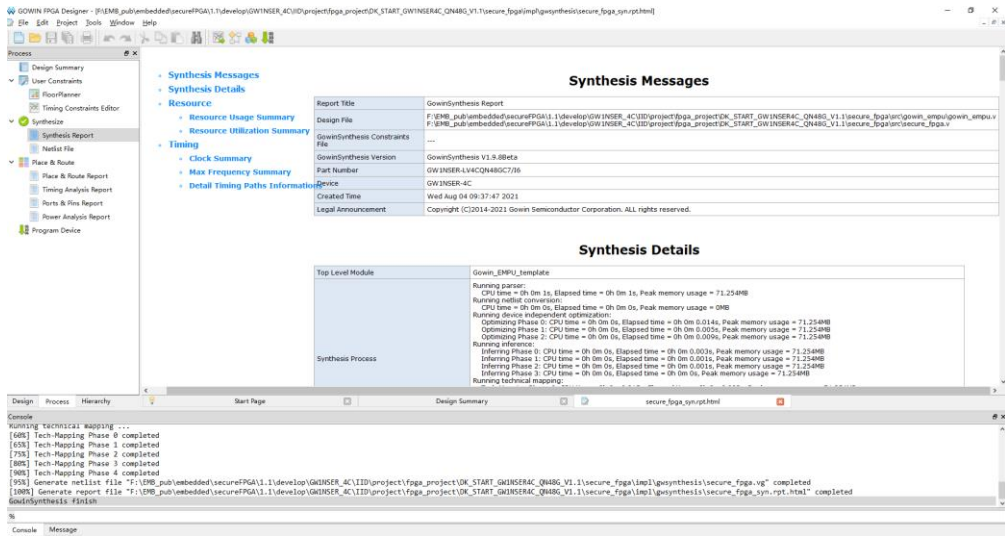 GOWIN FPGA Designer - [F:\EMB_pub\embedded\secureFPGA\1.1\develop\GW1NSER_4C\IID\project\fpga_project\DK_START_GW1NSER4C_QN48G_V1.1\secure_fpga\impl\gwsynthesis\secure_fpga_syn.rpt.html]
File Edit Project Tools Window Help
Process
Design Summary
User Constraints
FloorPlanner
Timing Constraints Editor
Synthesize
Synthesis Report
Netlist File
Place & Route
Place & Route Report
Timing Analysis Report
Ports & Pins Report
Power Analysis Report
Program Device
Synthesis Messages
Synthesis Details
Resource
Resource Usage Summary
Resource Utilization Summary
Timing
Clock Summary
Max Frequency Summary
Detail Timing Paths Informations
Synthesis Messages
Report Title GowinSynthesis Report
Design File F:\EMB_pub\embedded\secureFPGA\1.1\develop\GW1NSER_4C\IID\project\fpga_project\DK_START_GW1NSER4C_QN48G_V1.1\secure_fpga\src\gowin_empu\gowin_empu.v
F:\EMB_pub\embedded\secureFPGA\1.1\develop\GW1NSER_4C\IID\project\fpga_project\DK_START_GW1NSER4C_QN48G_V1.1\secure_fpga\src\secure_fpga.v
GowinSynthesis Constraints File ---
GowinSynthesis Version GowinSynthesis V1.9.8Beta
Part Number GW1NSER-LV4CQN48GC7/I6
Device GW1NSER-4C
Created Time Wed Aug 04 09:37:47 2021
Legal Announcement Copyright (C)2014-2021 Gowin Semiconductor Corporation. ALL rights reserved.
Synthesis Details
Top Level Module Gowin_EMPU_template
Synthesis Process
Running parser:
CPU time = 0h 0m 1s, Elapsed time = 0h 0m 1s, Peak memory usage = 71.254MB
Running netlist conversion:
CPU time = 0h 0m 0s, Elapsed time = 0h 0m 0s, Peak memory usage = 0MB
Running device independent optimization:
Optimizing Phase 0: CPU time = 0h 0m 0s, Elapsed time = 0h 0m 0.014s, Peak memory usage = 71.254MB
Optimizing Phase 1: CPU time = 0h 0m 0s, Elapsed time = 0h 0m 0.005s, Peak memory usage = 71.254MB
Optimizing Phase 2: CPU time = 0h 0m 0s, Elapsed time = 0h 0m 0.009s, Peak memory usage = 71.254MB
Running inference:
Inferring Phase 0: CPU time = 0h 0m 0s, Elapsed time = 0h 0m 0.003s, Peak memory usage = 71.254MB
Inferring Phase 1: CPU time = 0h 0m 0s, Elapsed time = 0h 0m 0.001s, Peak memory usage = 71.254MB
Inferring Phase 2: CPU time = 0h 0m 0s, Elapsed time = 0h 0m 0.001s, Peak memory usage = 71.254MB
Inferring Phase 3: CPU time = 0h 0m 0s, Elapsed time = 0h 0m 0s, Peak memory usage = 71.254MB
Running technical mapping:
Design Process Hierarchy
Start Page Design Summary secure_fpga_syn.rpt.html
Console
Running technical mapping ...
[60%] Tech-Mapping Phase 0 completed
[65%] Tech-Mapping Phase 1 completed
[75%] Tech-Mapping Phase 2 completed
[80%] Tech-Mapping Phase 3 completed
[90%] Tech-Mapping Phase 4 completed
[95%] Generate netlist file "F:\EMB_pub\embedded\secureFPGA\1.1\develop\GW1NSER_4C\IID\project\fpga_project\DK_START_GW1NSER4C_QN48G_V1.1\secure_fpga\impl\gwsynthesis\secure_fpga.vg" completed
[100%] Generate report file "F:\EMB_pub\embedded\secureFPGA\1.1\develop\GW1NSER_4C\IID\project\fpga_project\DK_START_GW1NSER4C_QN48G_V1.1\secure_fpga\impl\gwsynthesis\secure_fpga_syn.rpt.html" completed
GowinSynthesis finish
%
Console Message